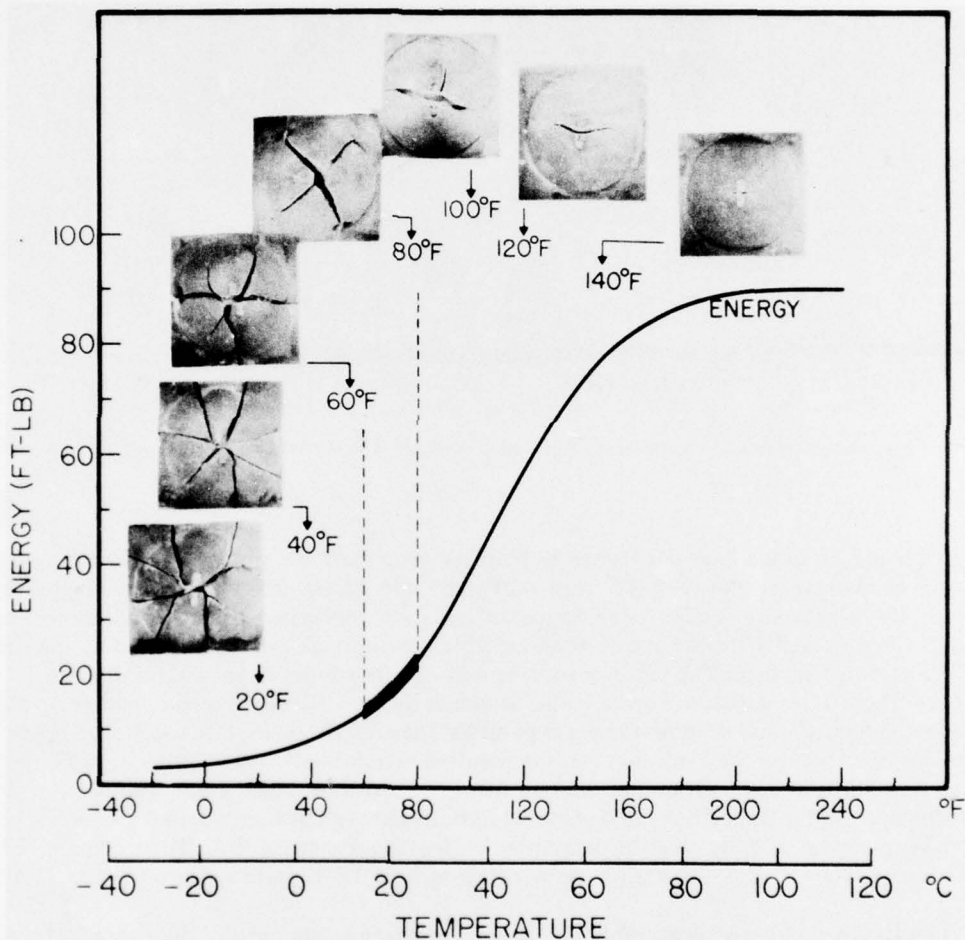 100°F
120°F
140°F
80°F
60°F
40°F
20°F
ENERGY
ENERGY (FT-LB)
100
80
60
40
20
0
-40 0 40 80 120 160 200 240 °F
-40 -20 0 20 40 60 80 100 120 °C
TEMPERATURE